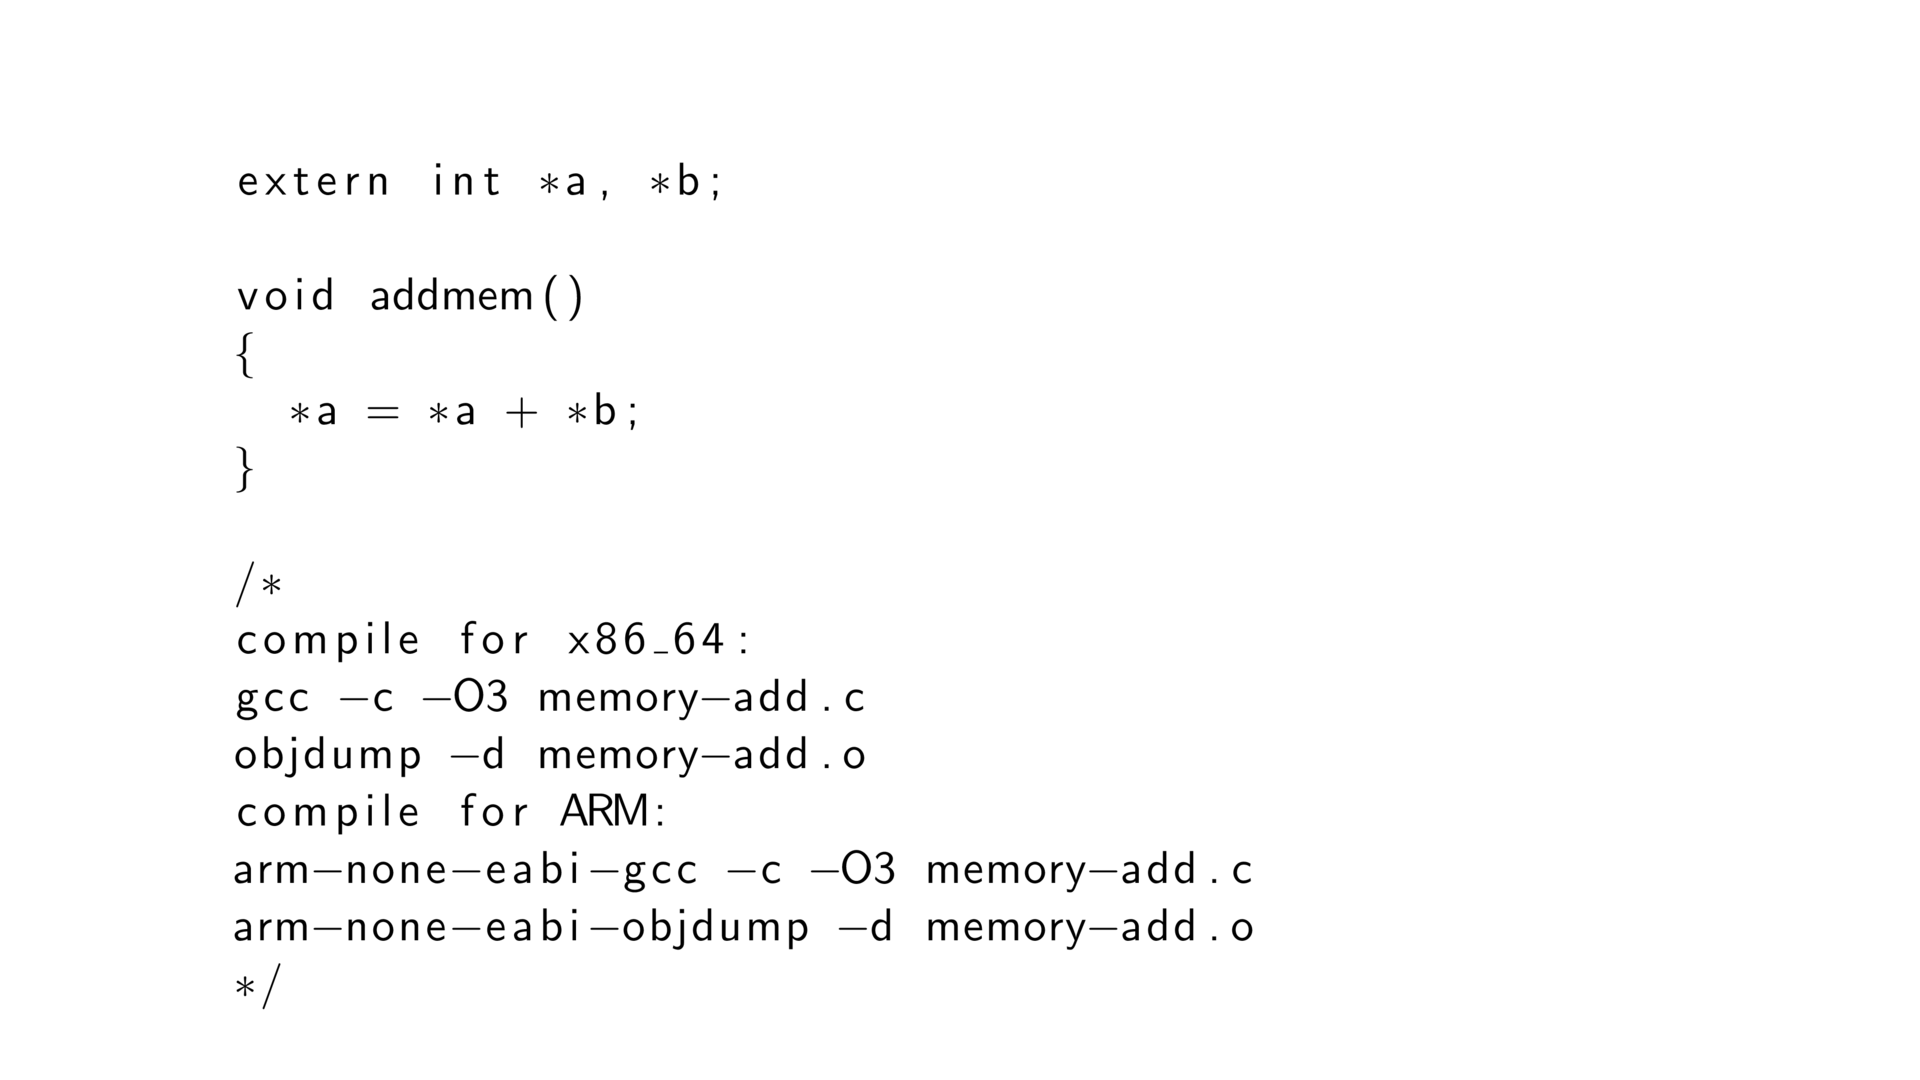 extern int *a, *b;
void addmem()
{
*a = *a + *b;
}
/*
compile for x86_64:
gcc -c -O3 memory-add.c
objdump -d memory-add.o
compile for ARM:
arm-none-eabi-gcc -c -O3 memory-add.c
arm-none-eabi-objdump -d memory-add.o
*/